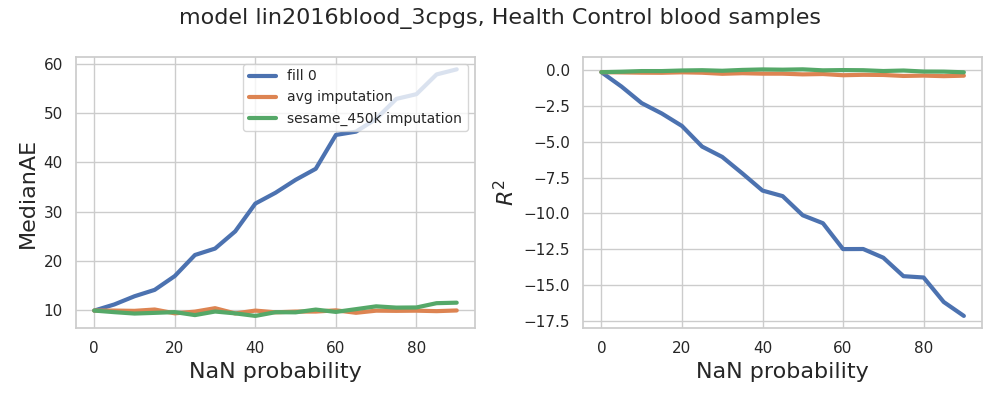 model lin2016blood_3cpgs, Health Control blood samples
MedianAE
60
50
40
30
20
10
fill 0
avg imputation
sesame_450k imputation
0 20 40 60 80
NaN probability
R²
0.0
−2.5
−5.0
−7.5
−10.0
−12.5
−15.0
−17.5
0 20 40 60 80
NaN probability